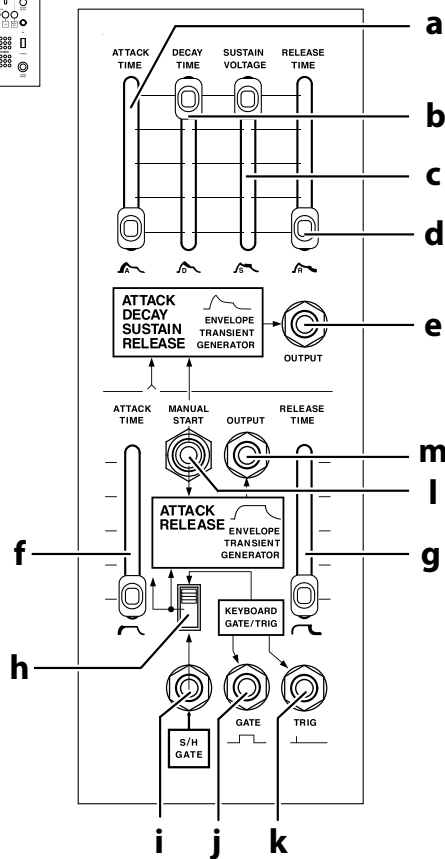 a
ATTACK TIME
DECAY TIME
SUSTAIN VOLTAGE
RELEASE TIME
b
c
d
A
D
S
R
ATTACK
DECAY
SUSTAIN
RELEASE
ENVELOPE
TRANSIENT
GENERATOR
e
OUTPUT
ATTACK TIME
MANUAL START
OUTPUT
RELEASE TIME
m
l
ATTACK
RELEASE
ENVELOPE
TRANSIENT
GENERATOR
f
g
KEYBOARD
GATE/TRIG
h
GATE
TRIG
S/H
GATE
i
j
k